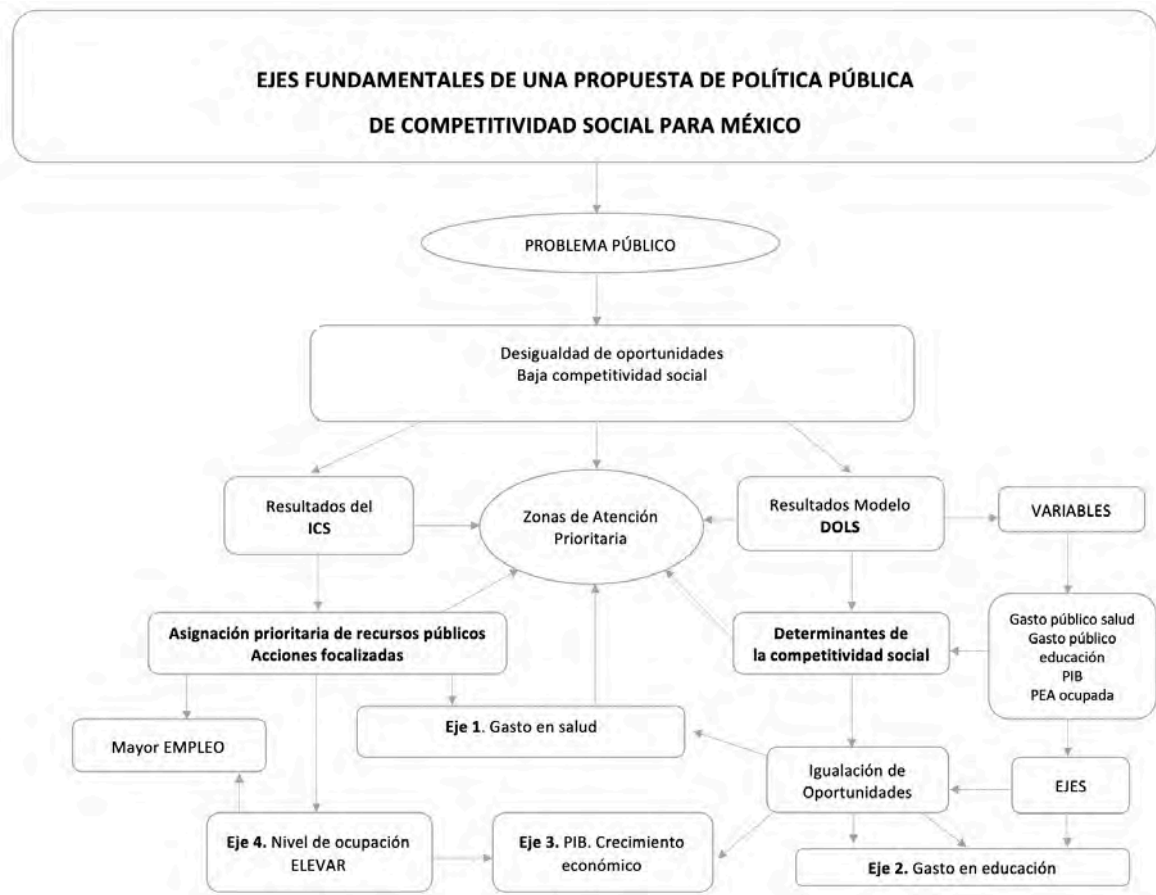 EJES FUNDAMENTALES DE UNA PROPUESTA DE POLÍTICA PÚBLICA
DE COMPETITIVIDAD SOCIAL PARA MÉXICO
PROBLEMA PÚBLICO
Desigualdad de oportunidades
Baja competitividad social
Resultados del
ICS
Zonas de Atención
Prioritaria
Resultados Modelo
DOLS
VARIABLES
Asignación prioritaria de recursos públicos
Acciones focalizadas
Determinantes de
la competitividad social
Gasto público salud
Gasto público
educación
PIB
PEA ocupada
Mayor EMPLEO
Eje 1. Gasto en salud
Igualación de
Oportunidades
EJES
Eje 4. Nivel de ocupación
ELEVAR
Eje 3. PIB. Crecimiento
económico
Eje 2. Gasto en educación